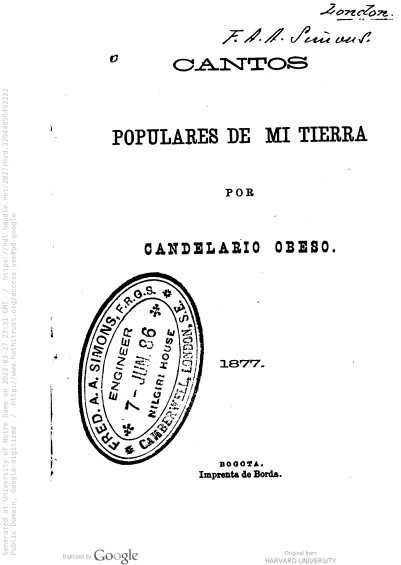 London.
F. A. A. Simons.
CANTOS
POPULARES DE MI TIERRA
POR
CANDELARIO OBESO.
FRED. A. A. SIMONS, F.R.G.S.
ENGINEER
7 - JUN. 86
NILGIRI HOUSE
CAMBERWELL, LONDON, S.E.
1877.
BOGOTA.
Imprenta de Borda.
Digitized by Google
Original from
HARVARD UNIVERSITY
Generated at University of Notre Dame on 2022-03-27 23:31 GMT / https://hdl.handle.net/2027/hvd.32044050492222
Public Domain, Google-digitized / http://www.hathitrust.org/access_use#pd-google